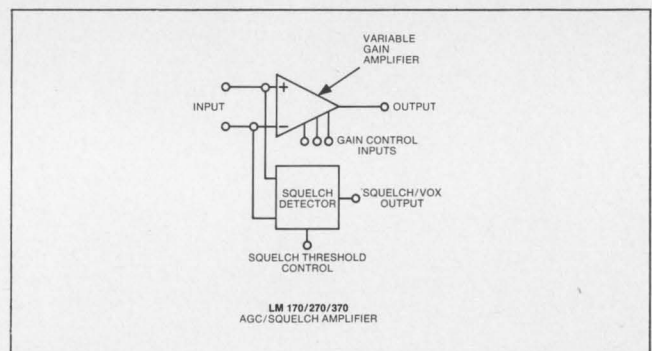 VARIABLE
GAIN
AMPLIFIER
+
INPUT
OUTPUT
−
GAIN CONTROL
INPUTS
SQUELCH
DETECTOR
SQUELCH/VOX
OUTPUT
SQUELCH THRESHOLD
CONTROL
LM 170/270/370
AGC/SQUELCH AMPLIFIER